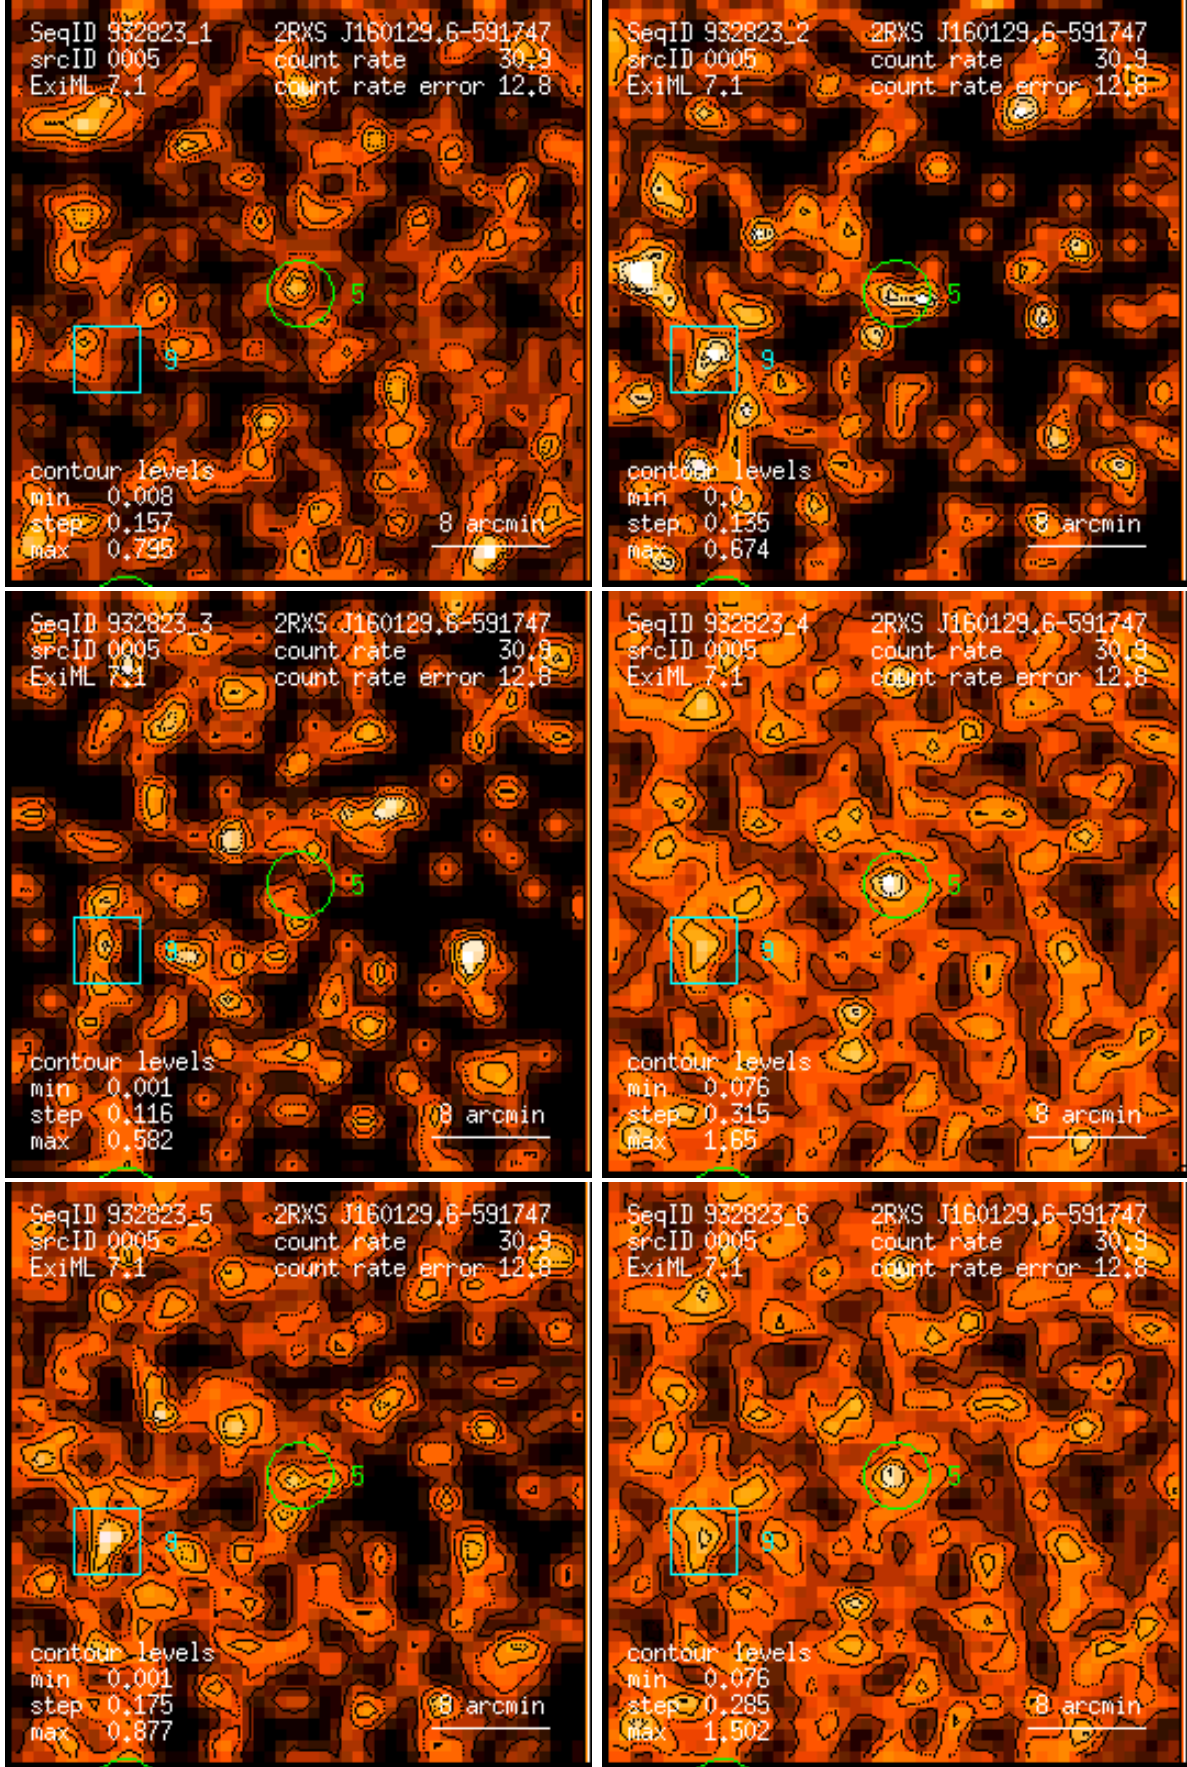 SeqID 932823_1 2RXS J160129.6-591747
srcID 0005 count rate 30.9
ExiML 7.1 count rate error 12.8
5
9
contour levels
min 0.008
step 0.157
max 0.795
8 arcmin
SeqID 932823_2 2RXS J160129.6-591747
srcID 0005 count rate 30.9
ExiML 7.1 count rate error 12.8
5
9
contour levels
min 0.0
step 0.135
max 0.674
8 arcmin
SeqID 932823_3 2RXS J160129.6-591747
srcID 0005 count rate 30.9
ExiML 7.1 count rate error 12.8
5
9
contour levels
min 0.001
step 0.116
max 0.582
8 arcmin
SeqID 932823_4 2RXS J160129.6-591747
srcID 0005 count rate 30.9
ExiML 7.1 count rate error 12.8
5
9
contour levels
min 0.076
step 0.315
max 1.65
8 arcmin
SeqID 932823_5 2RXS J160129.6-591747
srcID 0005 count rate 30.9
ExiML 7.1 count rate error 12.8
5
9
contour levels
min 0.001
step 0.175
max 0.877
8 arcmin
SeqID 932823_6 2RXS J160129.6-591747
srcID 0005 count rate 30.9
ExiML 7.1 count rate error 12.8
5
9
contour levels
min 0.076
step 0.285
max 1.502
8 arcmin